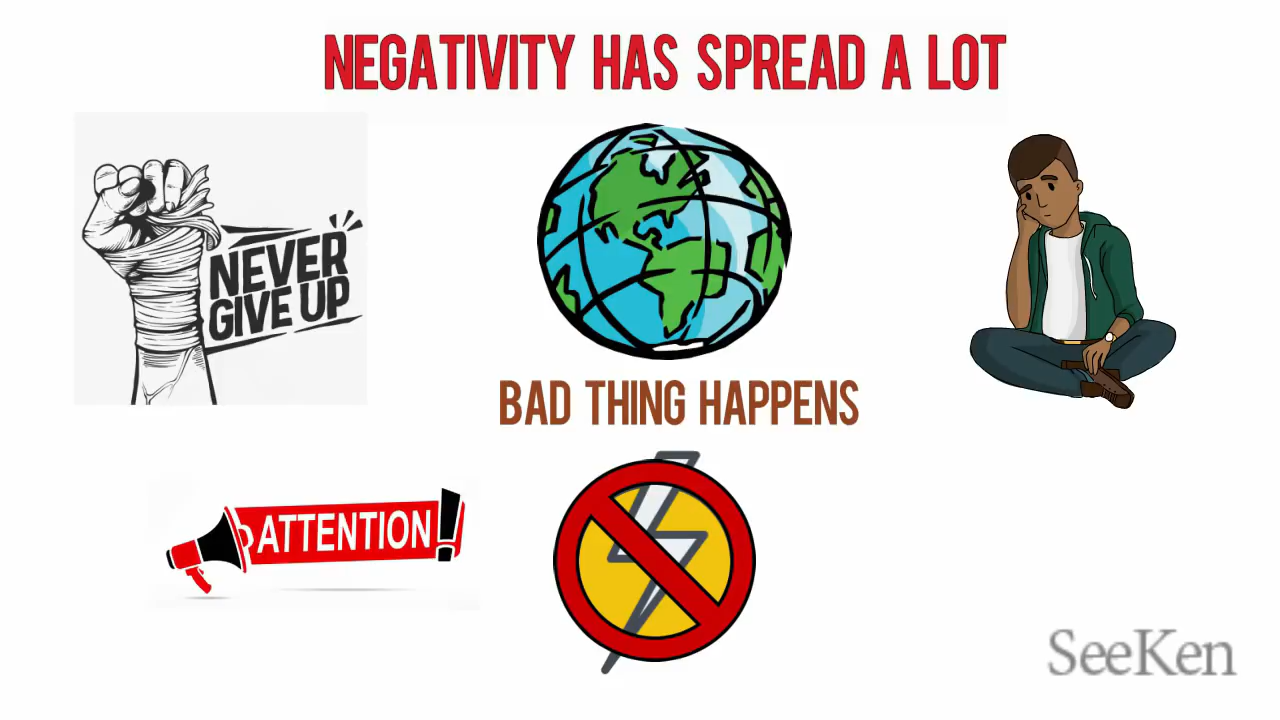 NEGATIVITY HAS SPREAD A LOT
NEVER
GIVE UP
BAD THING HAPPENS
ATTENTION!
SeeKen